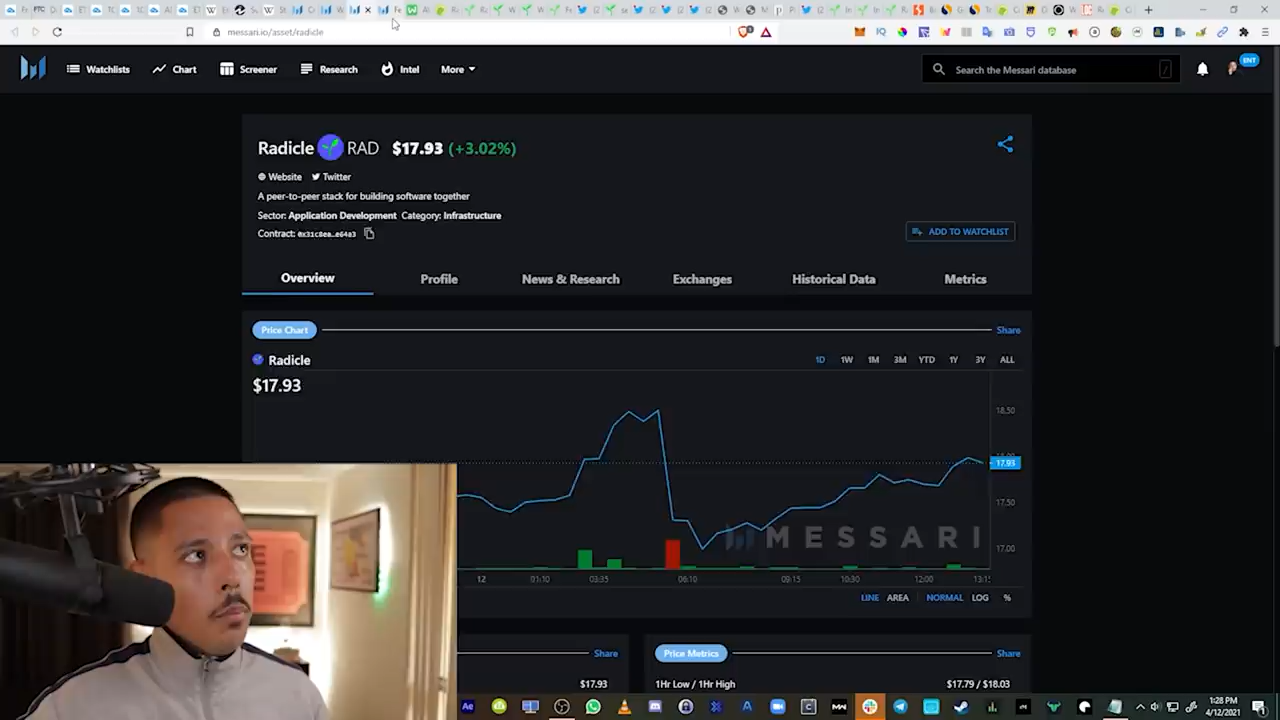 messari.io/asset/radicle
Watchlists Chart Screener Research Intel More
Search the Messari database /
ENT
Radicle RAD $17.93 (+3.02%)
Website Twitter
A peer-to-peer stack for building software together
Sector: Application Development Category: Infrastructure
Contract:
ADD TO WATCHLIST
Overview Profile News & Research Exchanges Historical Data Metrics
Price Chart Share
Radicle 1D 1W 1M 3M YTD 1Y 3Y ALL
$17.93
18.50
17.93
17.50
MESSARI
17.00
12 01:10 03:35 06:10 09:15 10:30 12:00 13:15
LINE AREA NORMAL LOG %
Share Price Metrics Share
$17.93 1Hr Low / 1Hr High $17.79 / $18.03
1:28 PM
4/12/2021